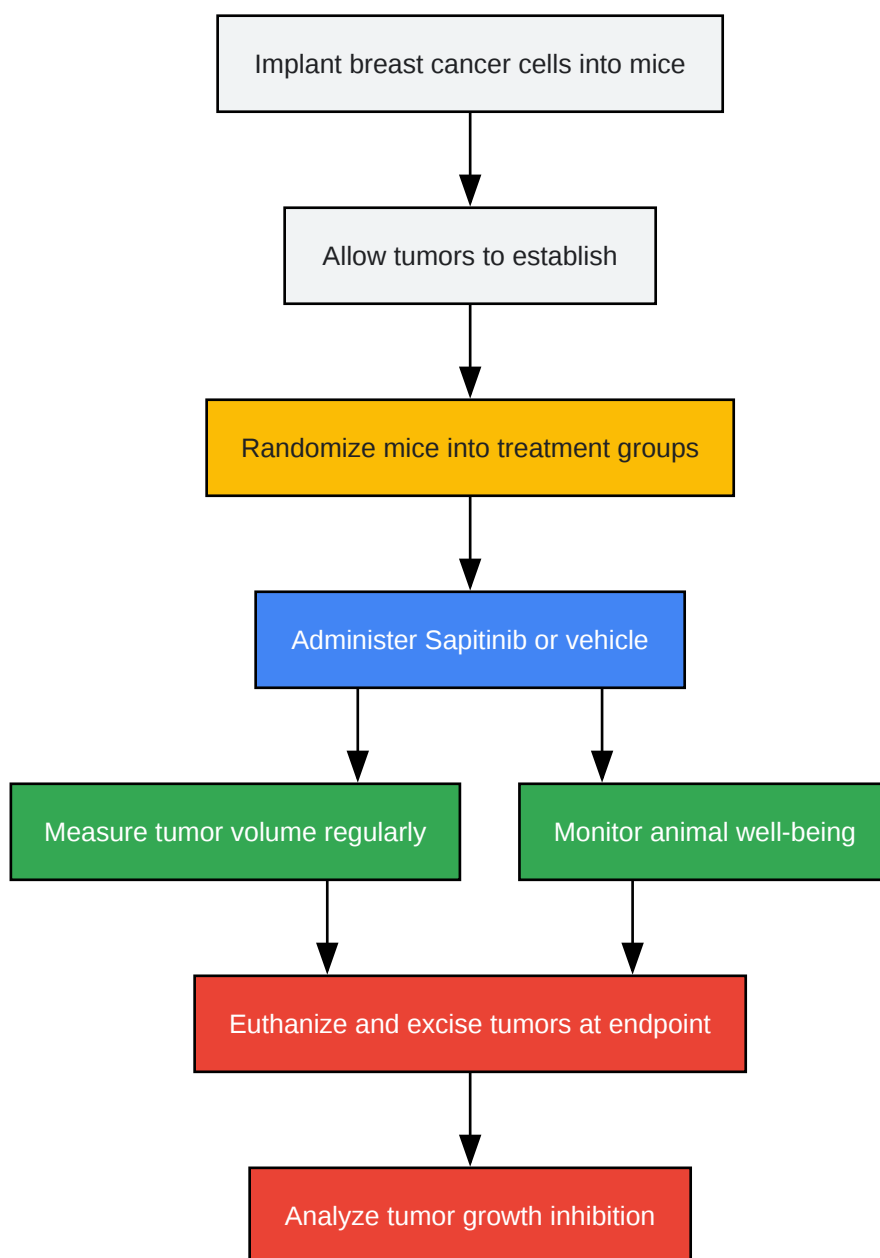 Implant breast cancer cells into mice
Allow tumors to establish
Randomize mice into treatment groups
Administer Sapitinib or vehicle
Measure tumor volume regularly
Monitor animal well-being
Euthanize and excise tumors at endpoint
Analyze tumor growth inhibition